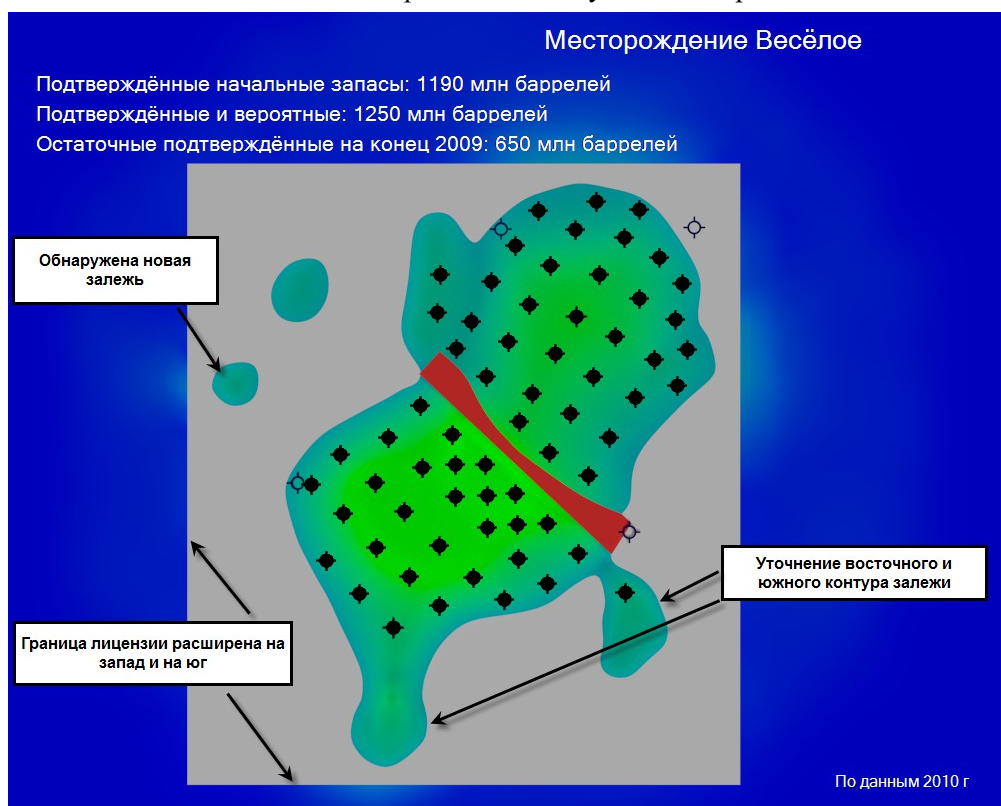 Месторождение Весёлое
Подтверждённые начальные запасы: 1190 млн баррелей
Подтверждённые и вероятные: 1250 млн баррелей
Остаточные подтверждённые на конец 2009: 650 млн баррелей
Обнаружена новая
залежь
Уточнение восточного и
южного контура залежи
Граница лицензии расширена на
запад и на юг
По данным 2010 г